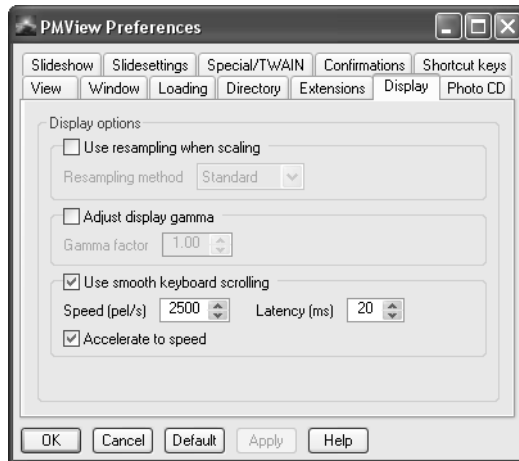 PMView Preferences
Slideshow Slidesettings Special/TWAIN Confirmations Shortcut keys
View Window Loading Directory Extensions Display Photo CD
Display options
Use resampling when scaling
Resampling method Standard
Adjust display gamma
Gamma factor 1.00
Use smooth keyboard scrolling
Speed (pel/s) 2500 Latency (ms) 20
Accelerate to speed
OK Cancel Default Apply Help